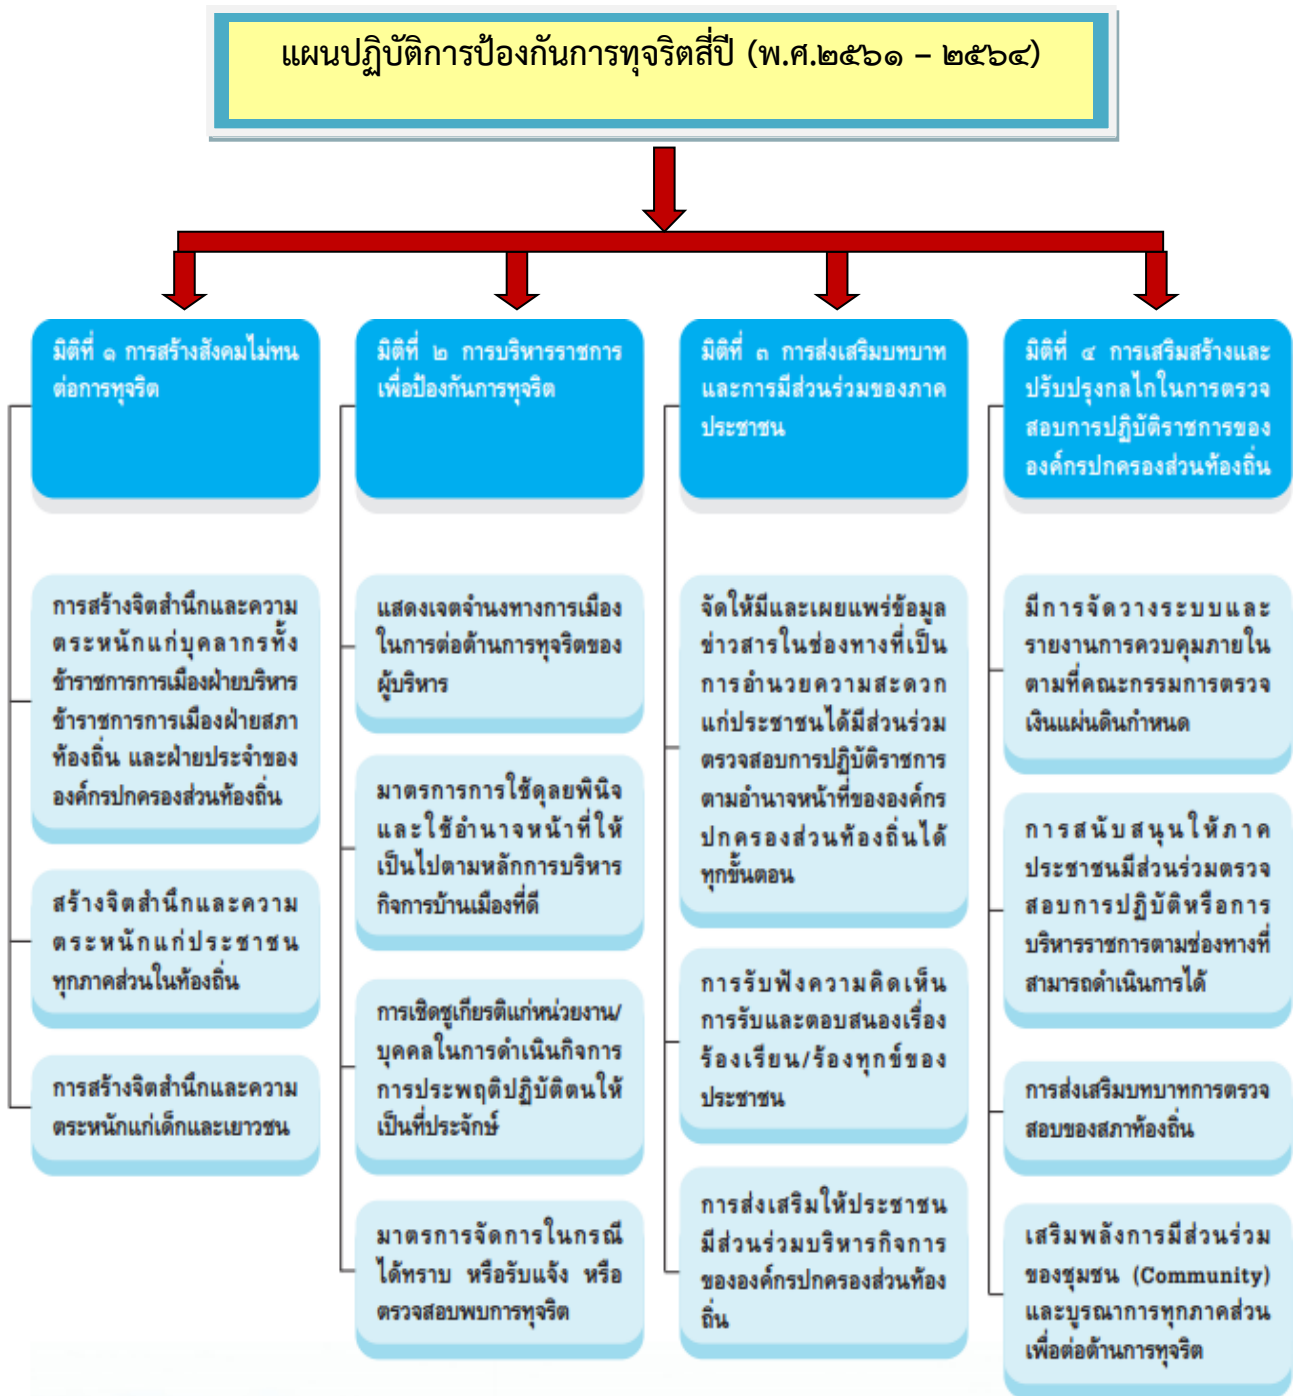 แผนปฏิบัติการป้องกันการทุจริตสี่ปี (พ.ศ.๒๕๖๑ – ๒๕๖๔)
มิติที่ ๑ การสร้างสังคมไม่ทน
ต่อการทุจริต
การสร้างจิตสำนึกและความ
ตระหนักแก่บุคลากรทั้ง
ข้าราชการการเมืองฝ่ายบริหาร
ข้าราชการการเมืองฝ่ายสภา
ท้องถิ่น และฝ่ายประจำของ
องค์กรปกครองส่วนท้องถิ่น
สร้างจิตสำนึกและความ
ตระหนักแก่ประชาชน
ทุกภาคส่วนในท้องถิ่น
การสร้างจิตสำนึกและความ
ตระหนักแก่เด็กและเยาวชน
มิติที่ ๒ การบริหารราชการ
เพื่อป้องกันการทุจริต
แสดงเจตจำนงทางการเมือง
ในการต่อต้านการทุจริตของ
ผู้บริหาร
มาตรการการใช้ดุลยพินิจ
และใช้อำนาจหน้าที่ให้
เป็นไปตามหลักการบริหาร
กิจการบ้านเมืองที่ดี
การเชิดชูเกียรติแก่หน่วยงาน/
บุคคลในการดำเนินกิจการ
การประพฤติปฏิบัติตนให้
เป็นที่ประจักษ์
มาตรการจัดการในกรณี
ได้ทราบ หรือรับแจ้ง หรือ
ตรวจสอบพบการทุจริต
มิติที่ ๓ การส่งเสริมบทบาท
และการมีส่วนร่วมของภาค
ประชาชน
จัดให้มีและเผยแพร่ข้อมูล
ข่าวสารในช่องทางที่เป็น
การอำนวยความสะดวก
แก่ประชาชนได้มีส่วนร่วม
ตรวจสอบการปฏิบัติราชการ
ตามอำนาจหน้าที่ขององค์กร
ปกครองส่วนท้องถิ่นได้
ทุกขั้นตอน
การรับฟังความคิดเห็น
การรับและตอบสนองเรื่อง
ร้องเรียน/ร้องทุกข์ของ
ประชาชน
การส่งเสริมให้ประชาชน
มีส่วนร่วมบริหารกิจการ
ขององค์กรปกครองส่วนท้อง
ถิ่น
มิติที่ ๔ การเสริมสร้างและ
ปรับปรุงกลไกในการตรวจ
สอบการปฏิบัติราชการของ
องค์กรปกครองส่วนท้องถิ่น
มีการจัดวางระบบและ
รายงานการควบคุมภายใน
ตามที่คณะกรรมการตรวจ
เงินแผ่นดินกำหนด
การสนับสนุนให้ภาค
ประชาชนมีส่วนร่วมตรวจ
สอบการปฏิบัติหรือการ
บริหารราชการตามช่องทางที่
สามารถดำเนินการได้
การส่งเสริมบทบาทการตรวจ
สอบของสภาท้องถิ่น
เสริมพลังการมีส่วนร่วม
ของชุมชน (Community)
และบูรณาการทุกภาคส่วน
เพื่อต่อต้านการทุจริต